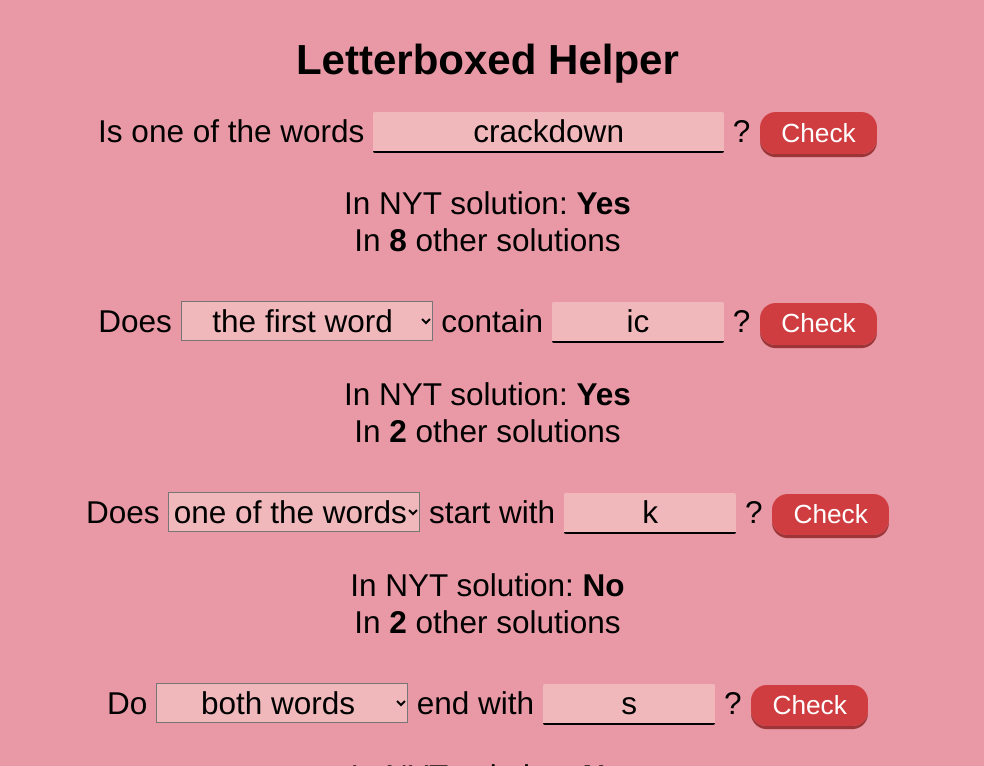 Letterboxed Helper
Is one of the words crackdown ? Check
In NYT solution: Yes
In 8 other solutions
Does the first word contain ic ? Check
In NYT solution: Yes
In 2 other solutions
Does one of the words start with k ? Check
In NYT solution: No
In 2 other solutions
Do both words end with s ? Check